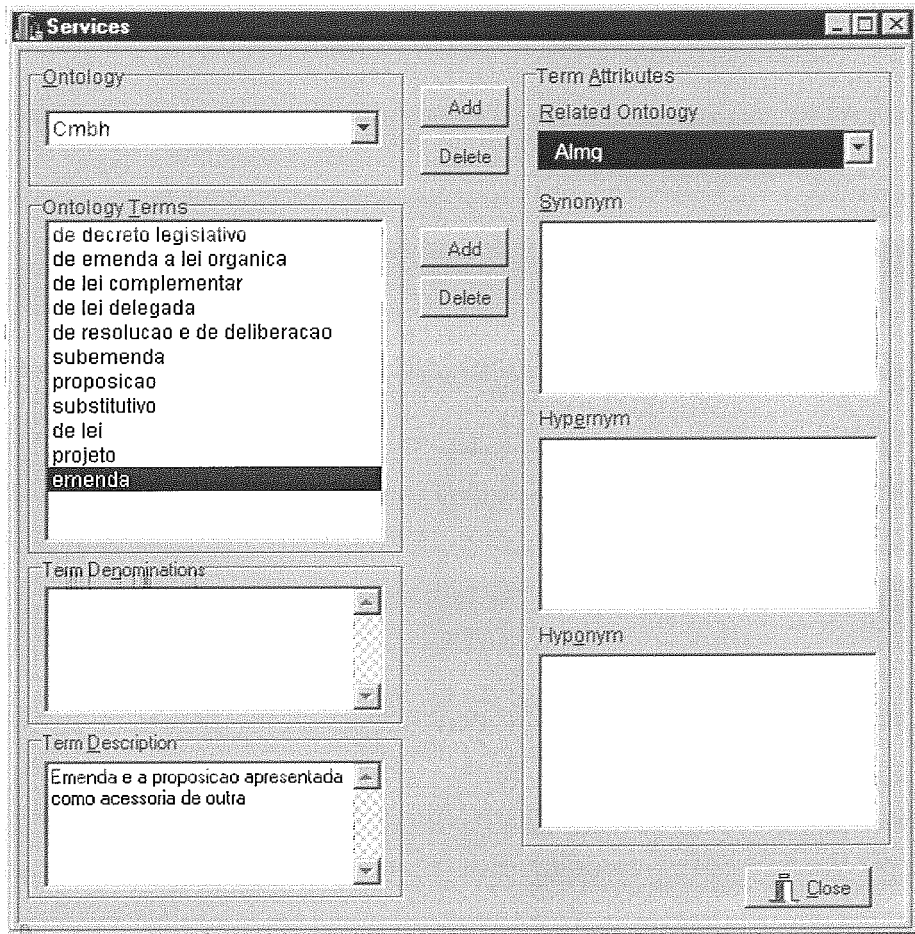 Services
Ontology
Cmbh
Add
Delete
Ontology Terms
de decreto legislativo
de emenda a lei organica
de lei complementar
de lei delegada
de resolucao e de deliberacao
subemenda
proposicao
substitutivo
de lei
projeto
emenda
Add
Delete
Term Denominations
Term Description
Emenda e a proposicao apresentada
como acessoria de outra
Term Attributes
Related Ontology
Almg
Synonym
Hypernym
Hyponym
Close